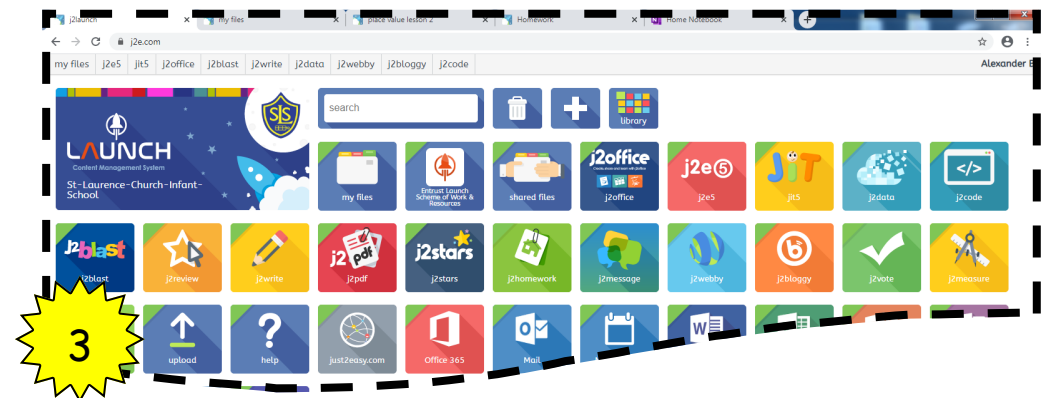 j2launch
my files
place value lesson 2
Homework
Home Notebook
j2e.com
my files j2e5 jit5 j2office j2blast j2write j2data j2webby j2bloggy j2code
Alexander
SLS
LAUNCH
Content Management System
St-Laurence-Church-Infant-
School
search
library
my files
Entrust Launch
Scheme of Work &
Resources
shared files
j2office
j2office
j2e5
j2e5
JiT
jit5
j2data
</>
j2code
j2blast
j2blast
j2review
j2write
j2 pdf
j2pdf
j2stars
j2stars
j2homework
j2message
j2webby
j2bloggy
j2vote
j2measure
3
upload
?
help
just2easy.com
Office 365
Mail
W